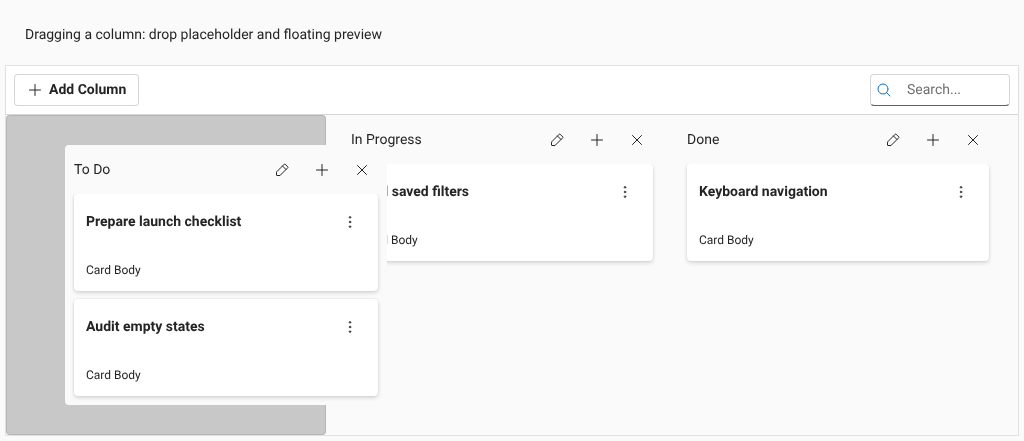 Dragging a column: drop placeholder and floating preview
Add Column
Search...
To Do
Prepare launch checklist
Card Body
Audit empty states
Card Body
In Progress
saved filters
Body
Done
Keyboard navigation
Card Body